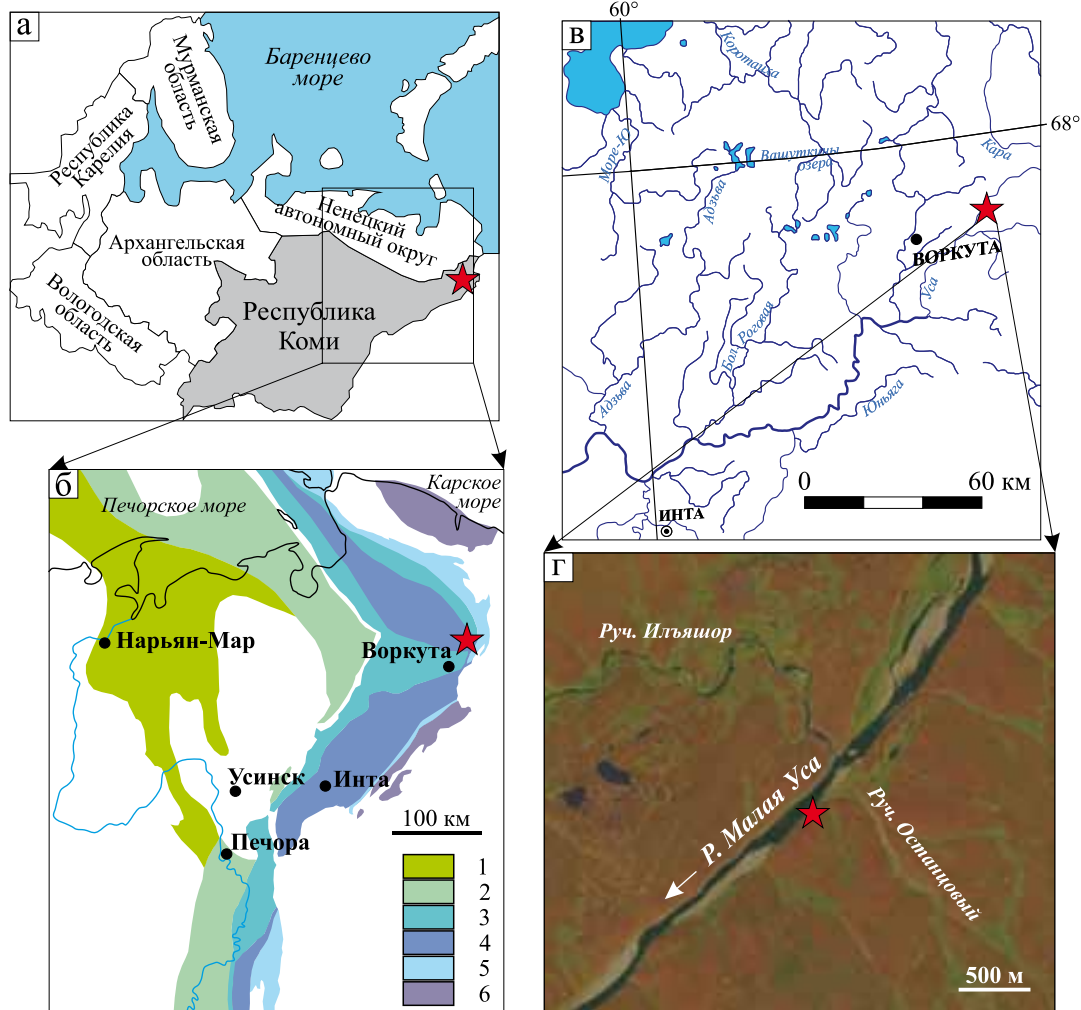 а
Баренцево
море
Мурманская
область
Республика
Карелия
Ненецкий
автономный округ
Архангельская
область
Вологодская
область
Республика
Коми
60°
в
Коротаиха
68°
Море-Ю
Вашуткины
озера
Кара
Адзьва
ВОРКУТА
Уса
Бол. Роговая
Адзьва
Юньяга
0
60 км
ИНТА
б
Печорское море
Карское
море
Нарьян-Мар
Воркута
Усинск
Инта
100 км
Печора
1
2
3
4
5
6
г
Руч. Ильяшор
Р. Малая Уса
Руч. Останцовый
500 м